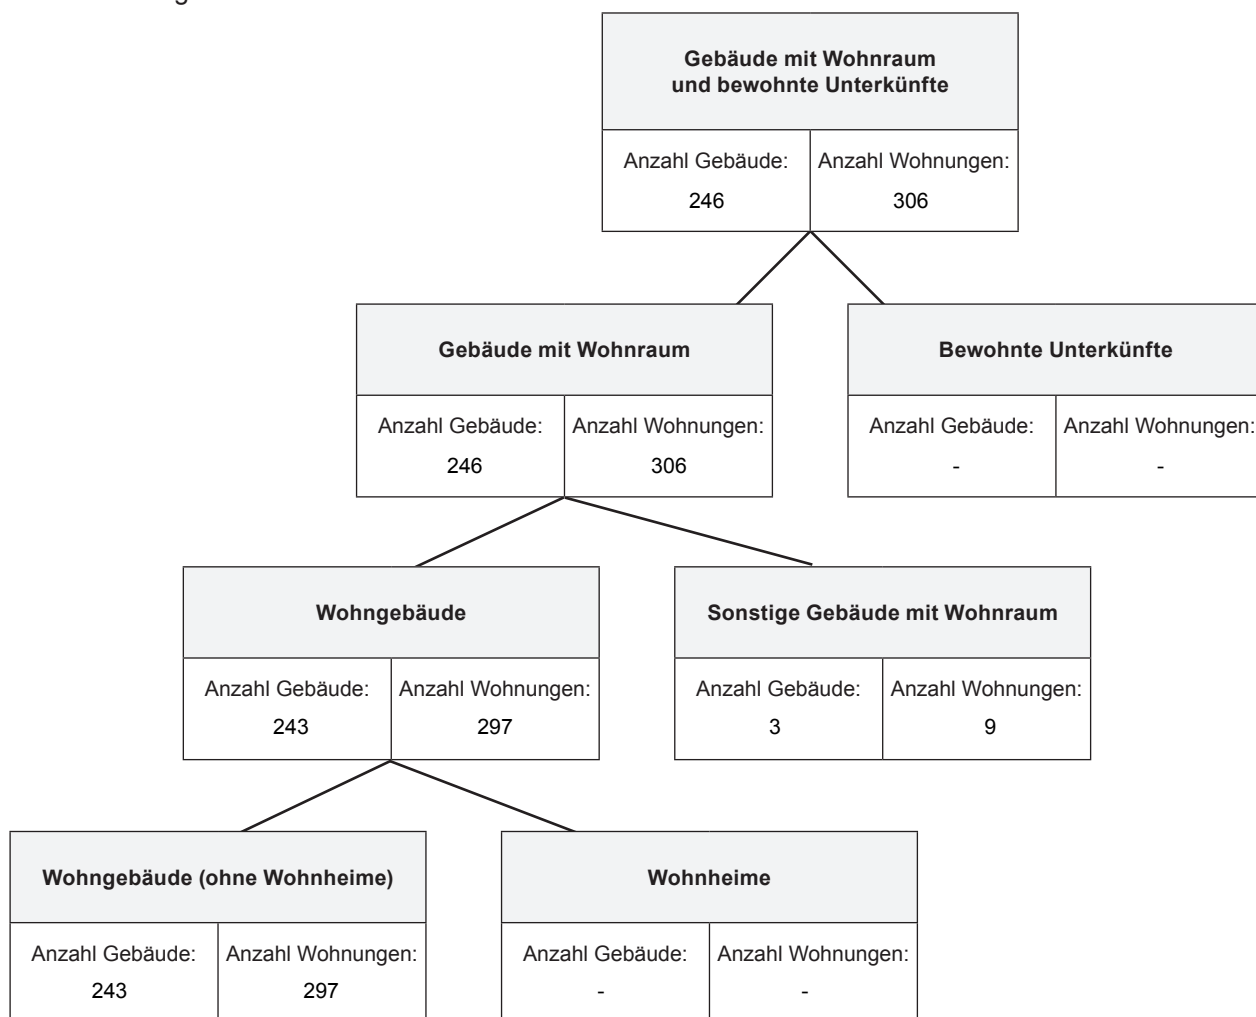 Gebäude mit Wohnraum
und bewohnte Unterkünfte
Anzahl Gebäude: Anzahl Wohnungen:
246 306
Gebäude mit Wohnraum
Anzahl Gebäude: Anzahl Wohnungen:
246 306
Bewohnte Unterkünfte
Anzahl Gebäude: Anzahl Wohnungen:
- -
Wohngebäude
Anzahl Gebäude: Anzahl Wohnungen:
243 297
Sonstige Gebäude mit Wohnraum
Anzahl Gebäude: Anzahl Wohnungen:
3 9
Wohngebäude (ohne Wohnheime)
Anzahl Gebäude: Anzahl Wohnungen:
243 297
Wohnheime
Anzahl Gebäude: Anzahl Wohnungen:
- -